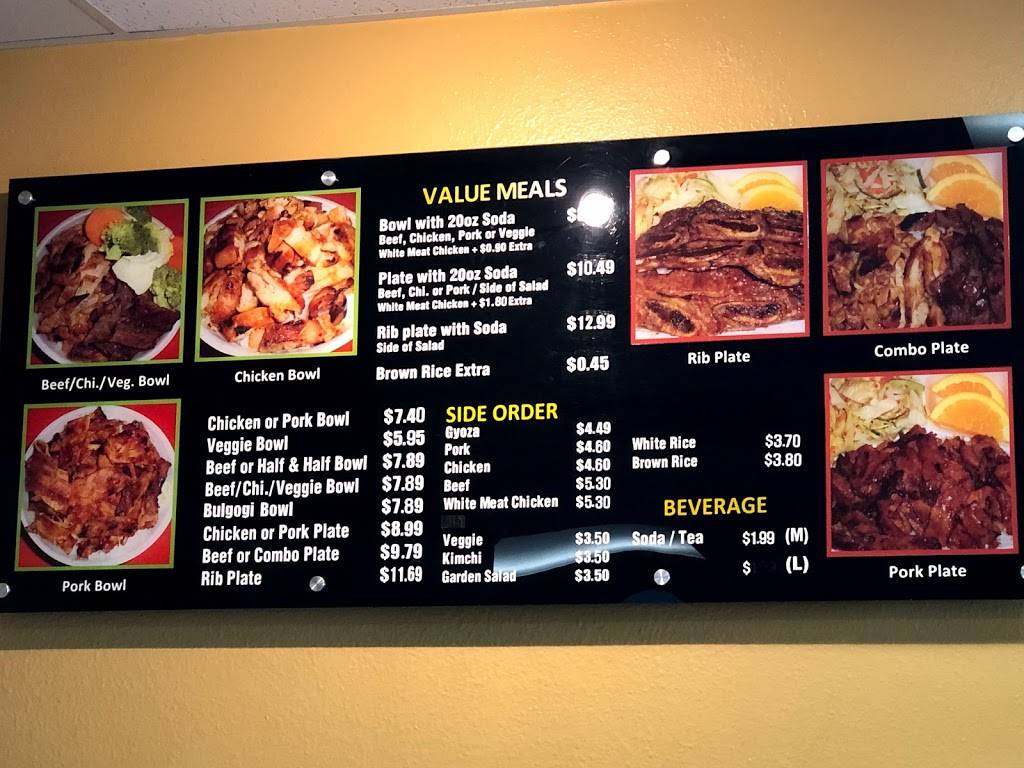 VALUE MEALS
Bowl with 20oz Soda
Beef, Chicken, Pork or Veggie
White Meat Chicken + $0.90 Extra
Plate with 20oz Soda $10.49
Beef, Chi. or Pork / Side of Salad
White Meat Chicken + $1.80 Extra
Rib plate with Soda $12.99
Side of Salad
Brown Rice Extra $0.45
Beef/Chi./Veg. Bowl
Chicken Bowl
Rib Plate
Combo Plate
Chicken or Pork Bowl $7.40
Veggie Bowl $5.95
Beef or Half & Half Bowl $7.89
Beef/Chi./Veggie Bowl $7.89
Bulgogi Bowl $7.89
Chicken or Pork Plate $8.99
Beef or Combo Plate $9.79
Rib Plate $11.69
SIDE ORDER
Gyoza $4.49
Pork $4.60
Chicken $4.60
Beef $5.30
White Meat Chicken $5.30
Veggie $3.50
Kimchi $3.50
Garden Salad $3.50
White Rice $3.70
Brown Rice $3.80
BEVERAGE
Soda / Tea $1.99 (M)
$ (L)
Pork Bowl
Pork Plate